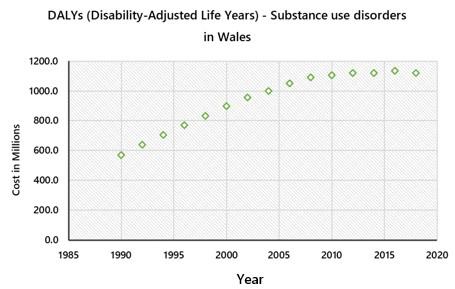 DALYs (Disability-Adjusted Life Years) - Substance use disorders
in Wales
1200.0
1000.0
800.0
600.0
400.0
200.0
0.0
Cost in Millions
1985 1990 1995 2000 2005 2010 2015 2020
Year